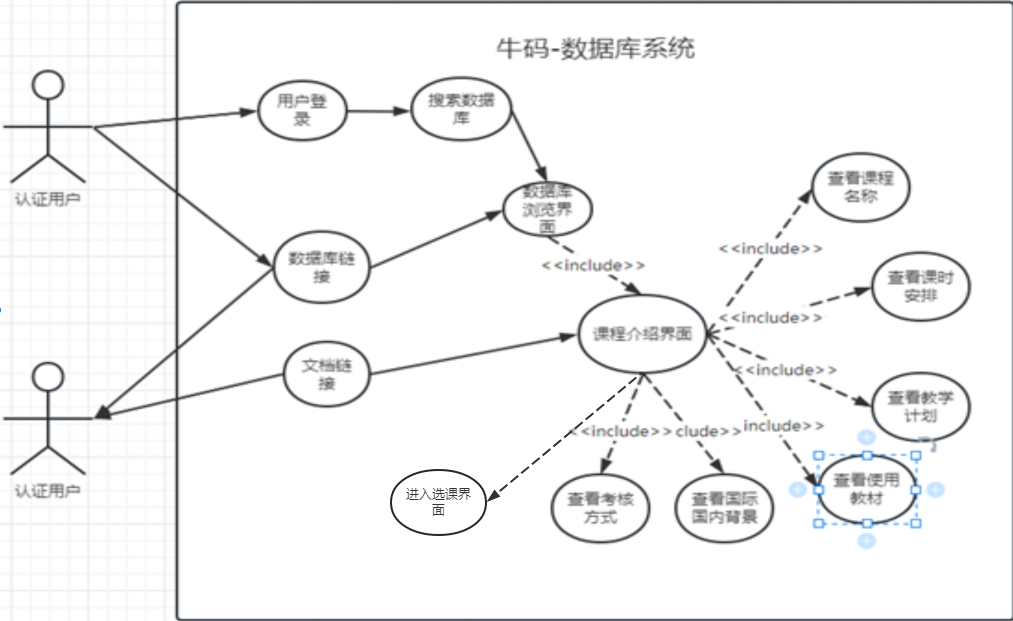 牛码-数据库系统
认证用户
用户登
录
搜索数据
库
数据库
浏览界
面
数据库链
接
<<include>>
课程介绍界面
文档链
接
认证用户
查看课程
名称
<<include>>
查看课时
安排
<<include>>
查看教学
计划
<<include>>
查看使用
教材
include>>
<<include>>
clude>>
进入选课界
面
查看考核
方式
查看国际
国内背景